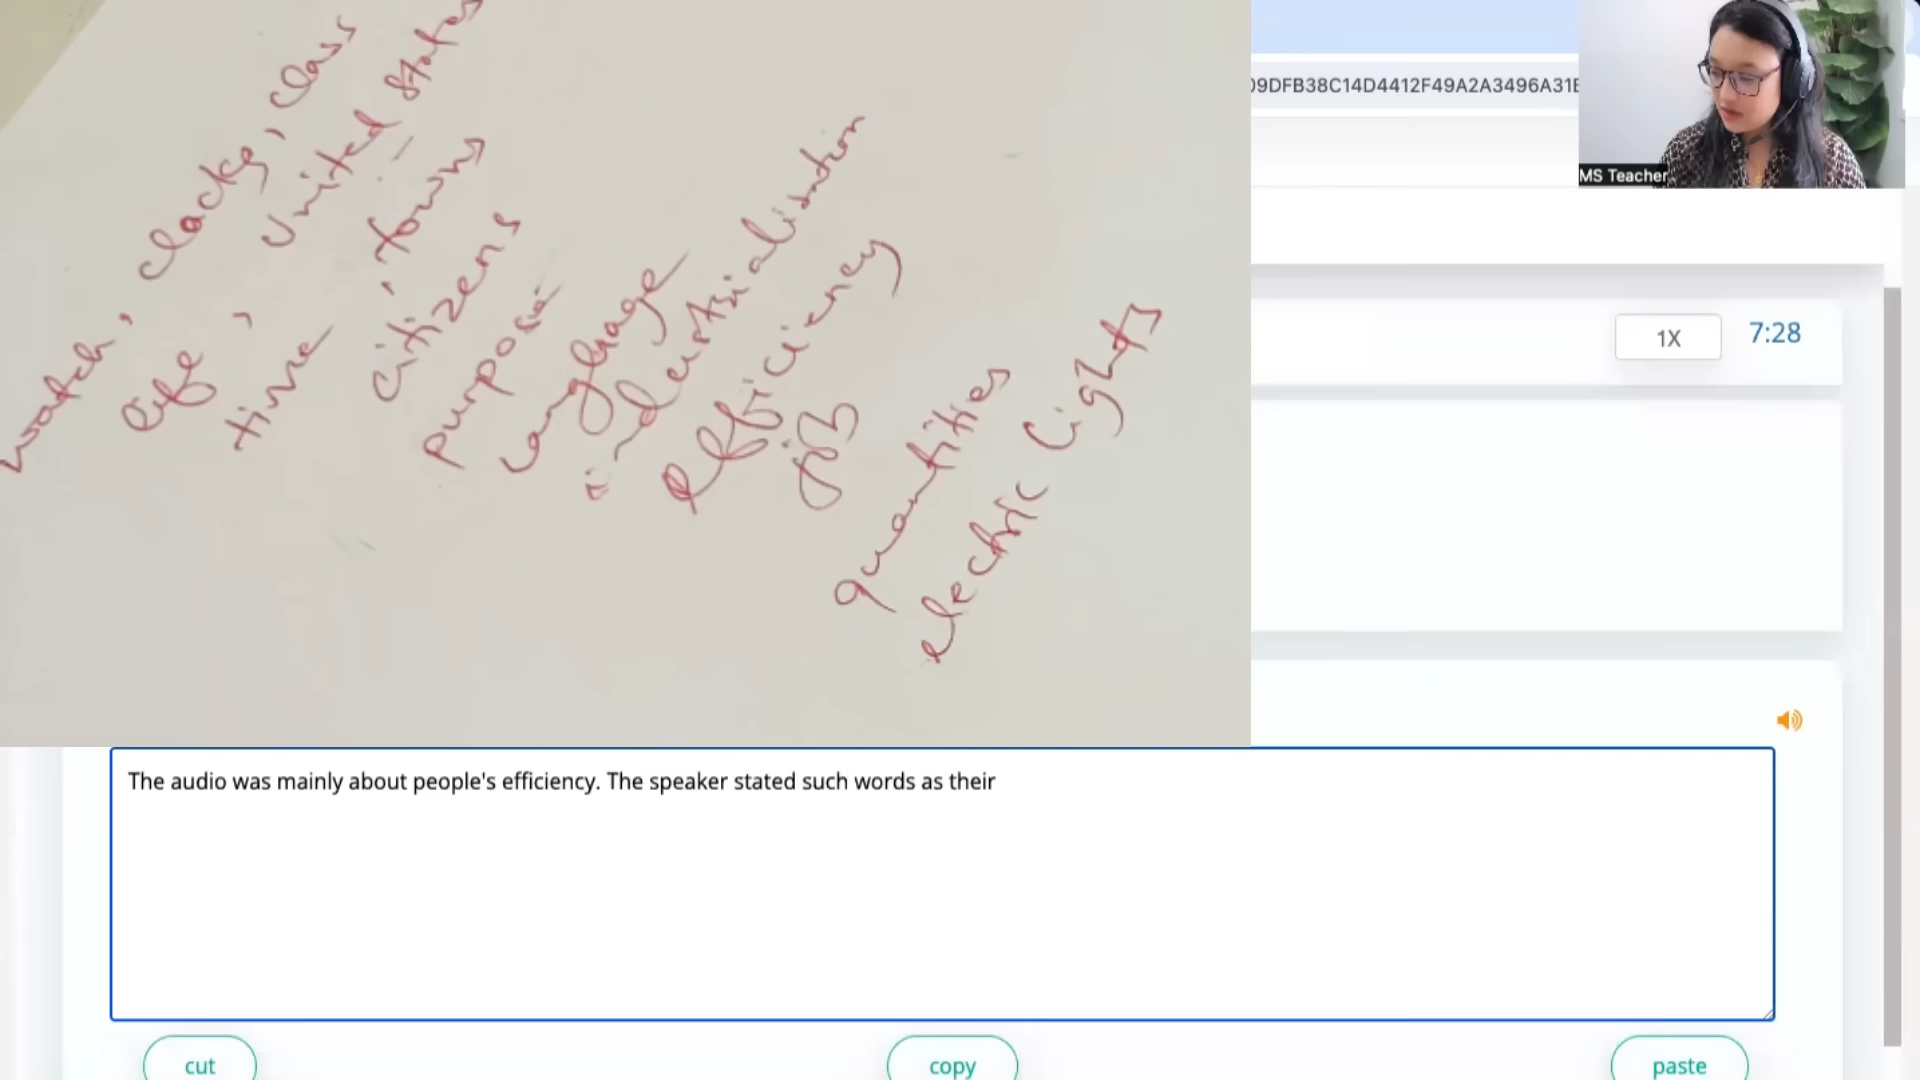 watch, clocks, class
life, United States
time
citizens, towns
purpose
language
industrialisation
efficiency
job
quantities
electric lights
09DFB38C14D4412F49A2A3496A31E
MS Teacher
1X
7:28
The audio was mainly about people's efficiency. The speaker stated such words as their
cut
copy
paste